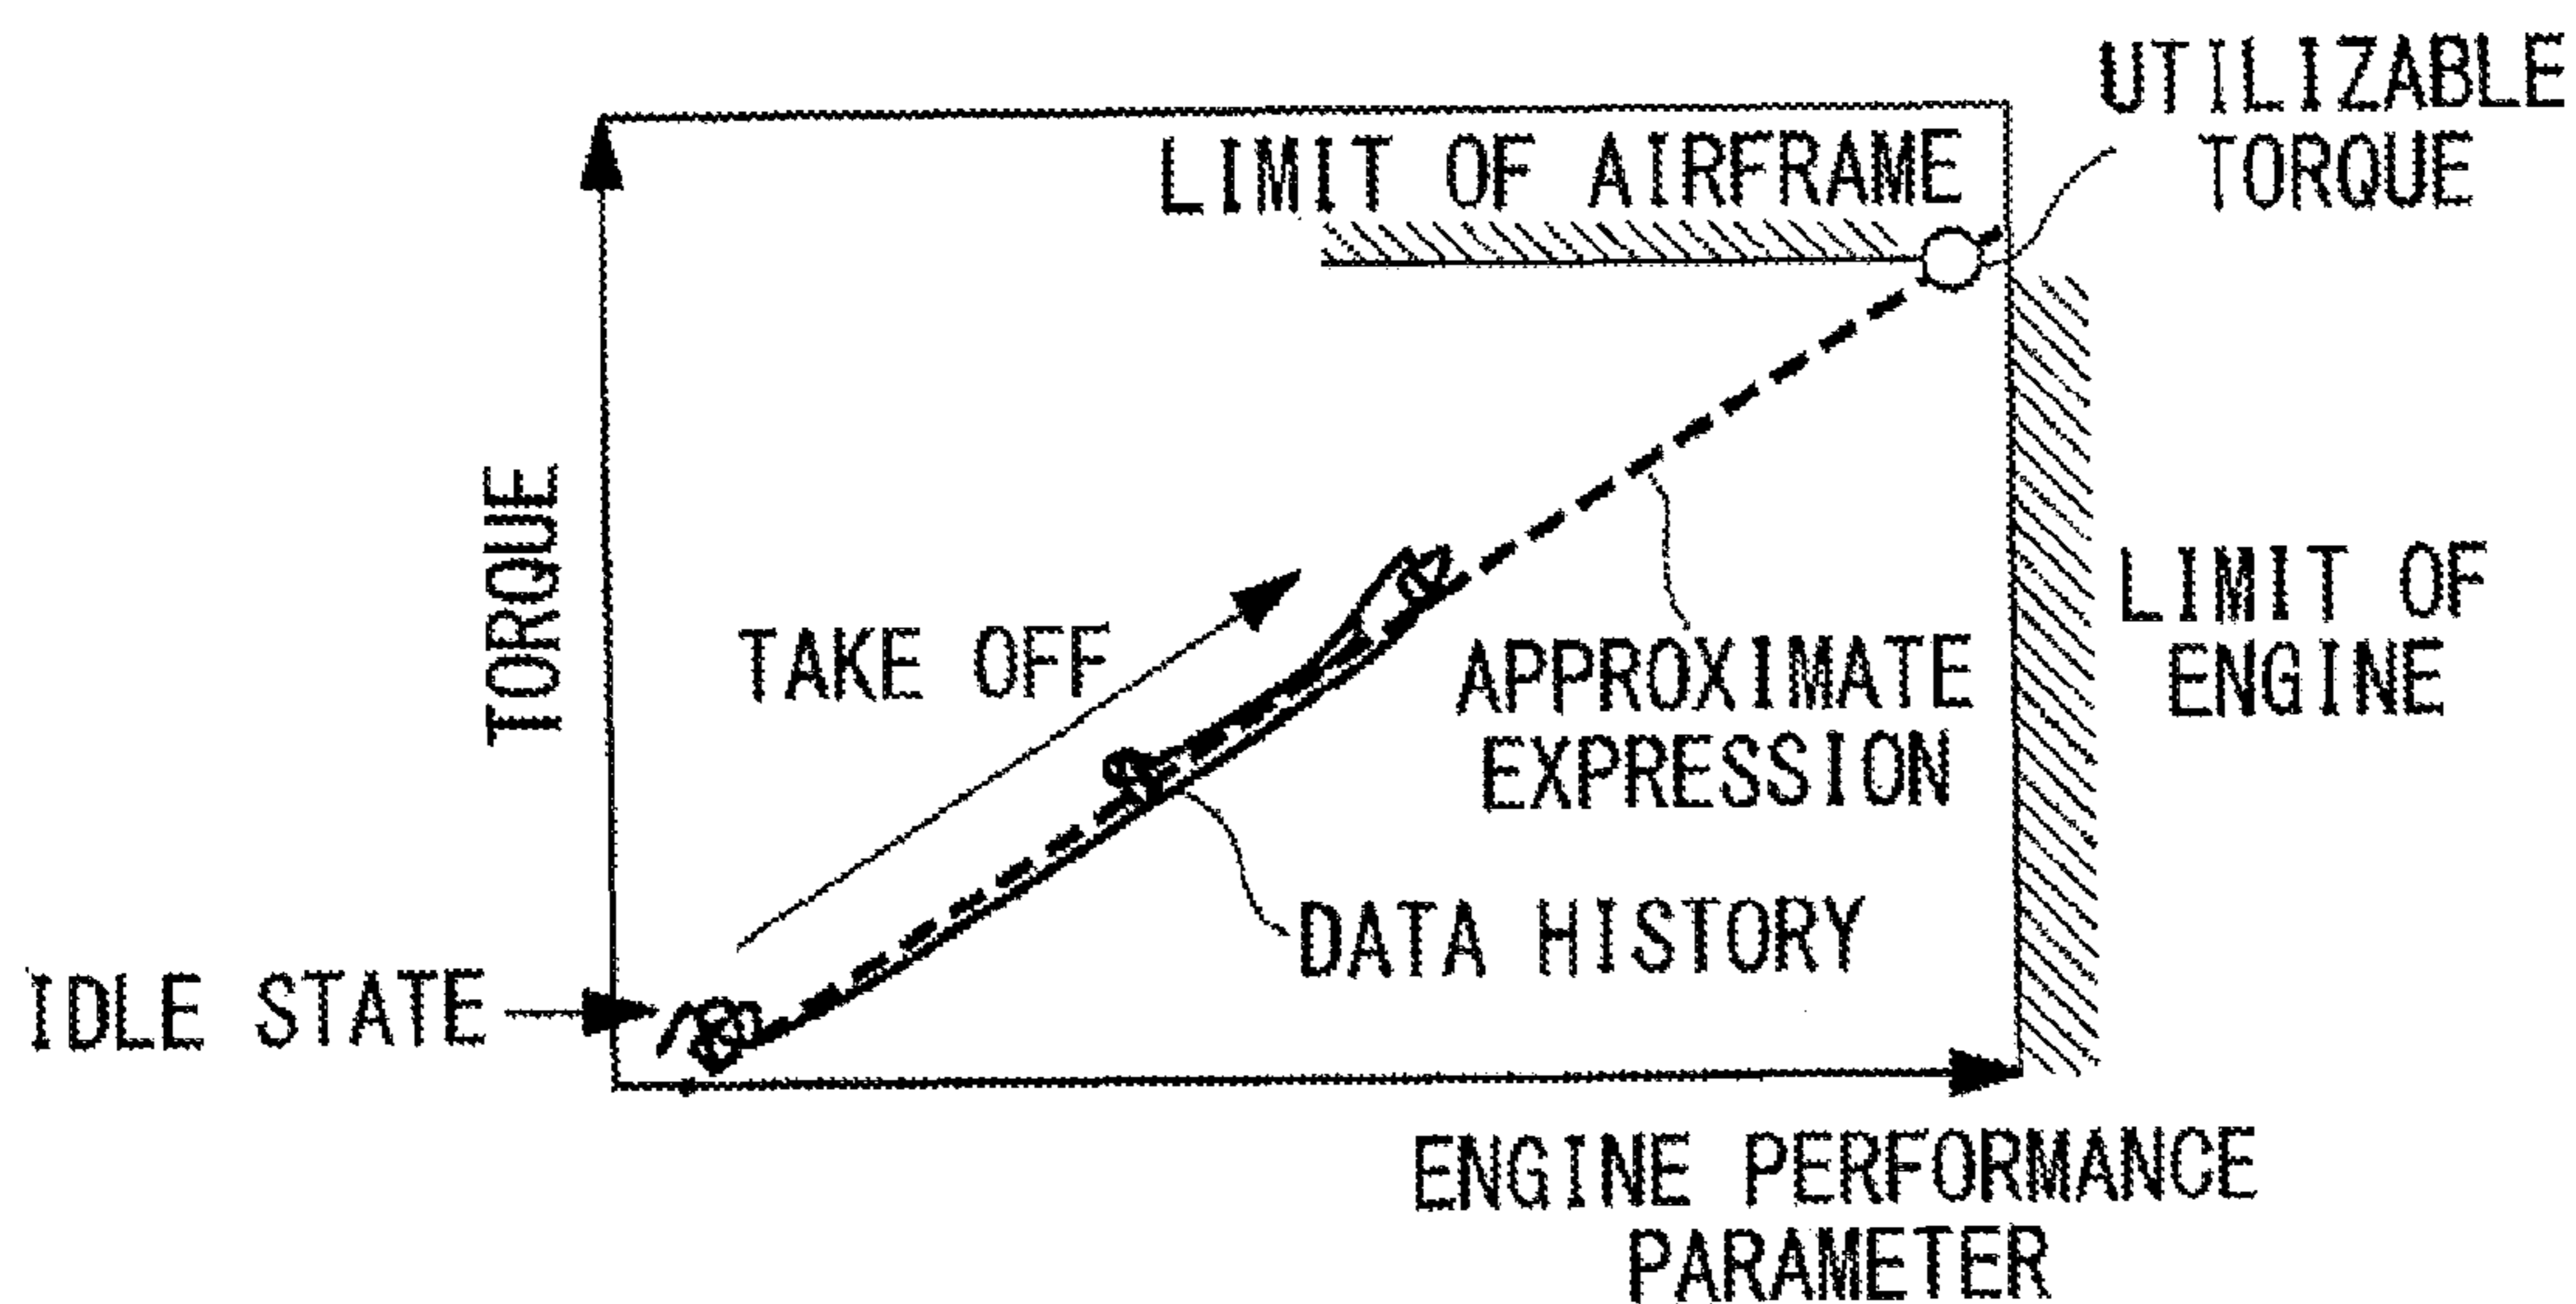 UTILIZABLE
TORQUE
LIMIT OF AIRFRAME
TORQUE
LIMIT OF
ENGINE
TAKE OFF
APPROXIMATE
EXPRESSION
DATA HISTORY
IDLE STATE
ENGINE PERFORMANCE
PARAMETER